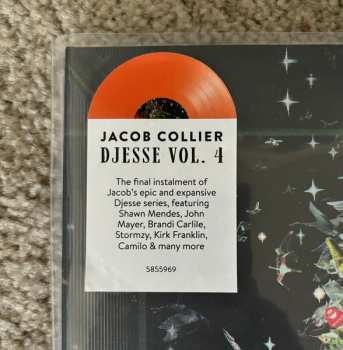 JACOB COLLIER
DJESSE VOL. 4
The final instalment of
Jacob's epic and expansive
Djesse series, featuring
Shawn Mendes, John
Mayer, Brandi Carlile,
Stormzy, Kirk Franklin,
Camilo & many more
5855969